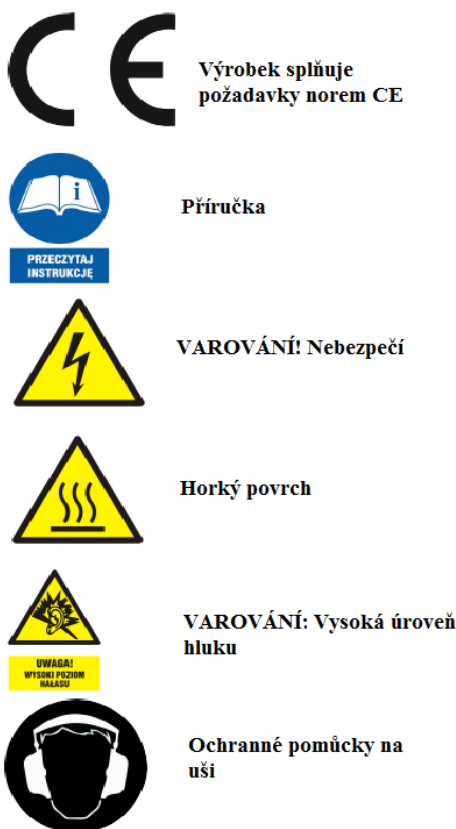 CE
Výrobek splňuje
požadavky norem CE
i
Příručka
PRZECZYTAJ
INSTRUKCJĘ
VAROVÁNÍ! Nebezpečí
Horký povrch
VAROVÁNÍ: Vysoká úroveň
hluku
UWAGA!
WYSOKI POZIOM
HAŁASU
Ochranné pomůcky na
uši